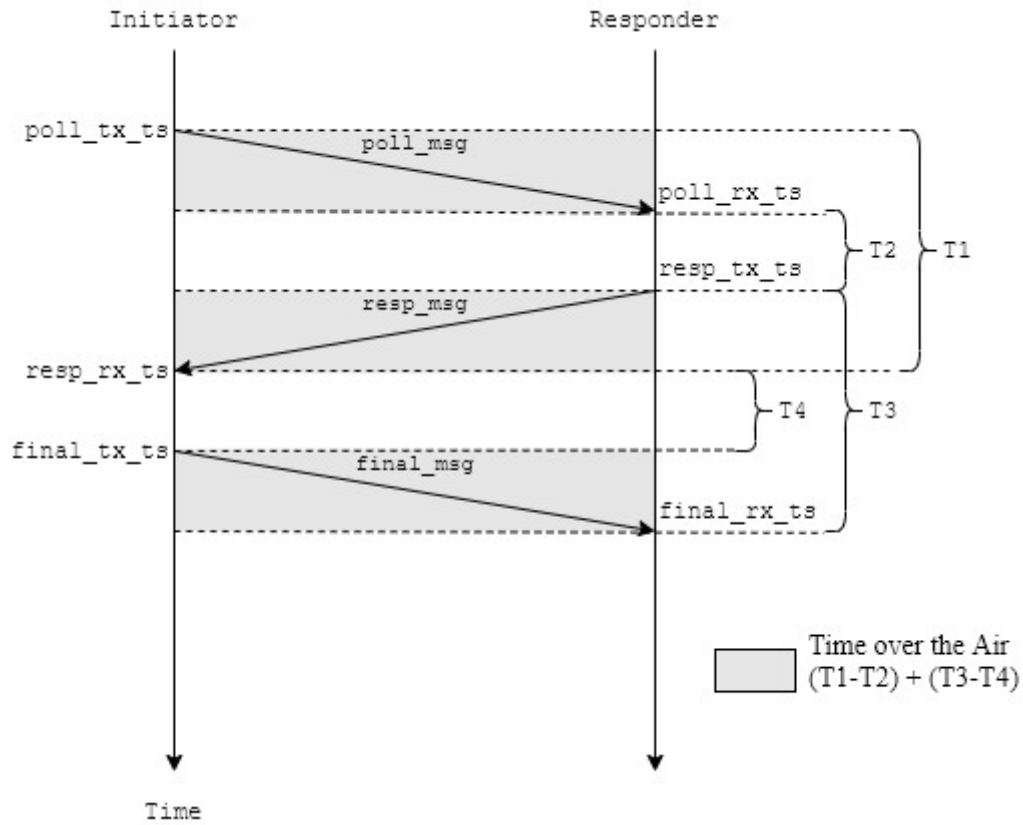 Initiator
Responder
poll_tx_ts
poll_msg
poll_rx_ts
T2
T1
resp_tx_ts
resp_msg
resp_rx_ts
T4
T3
final_tx_ts
final_msg
final_rx_ts
Time over the Air
(T1-T2) + (T3-T4)
Time